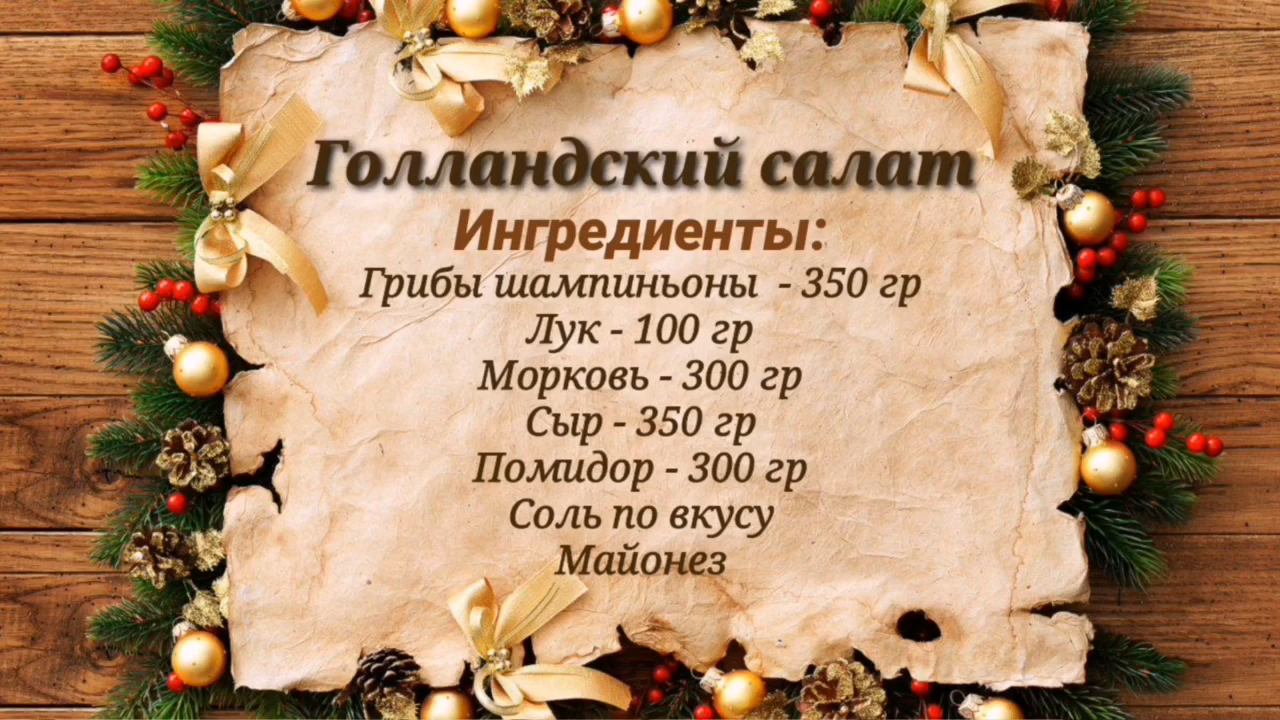 Голландский салат
Ингредиенты:
Грибы шампиньоны - 350 гр
Лук - 100 гр
Морковь - 300 гр
Сыр - 350 гр
Помидор - 300 гр
Соль по вкусу
Майонез